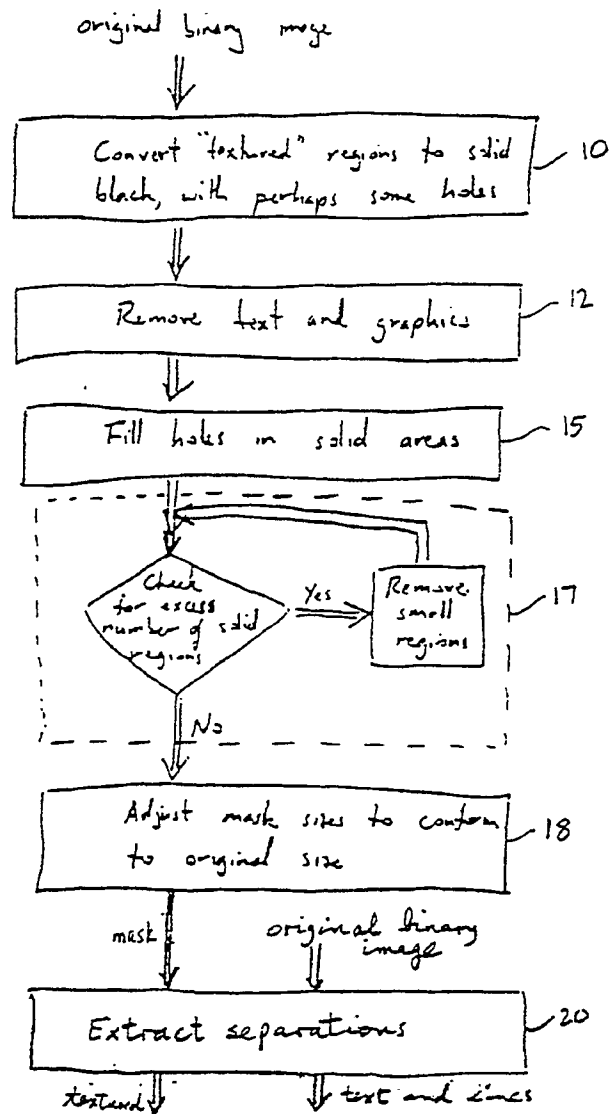 original binary image
Convert "textured" regions to solid
black, with perhaps some holes
10
Remove text and graphics
12
Fill holes in solid areas
15
Check
for excess
number of solid
regions
Yes
Remove
small
regions
17
No
Adjust mask sizes to conform
to original size
18
mask
original binary
image
Extract separations
20
textured
text and lines